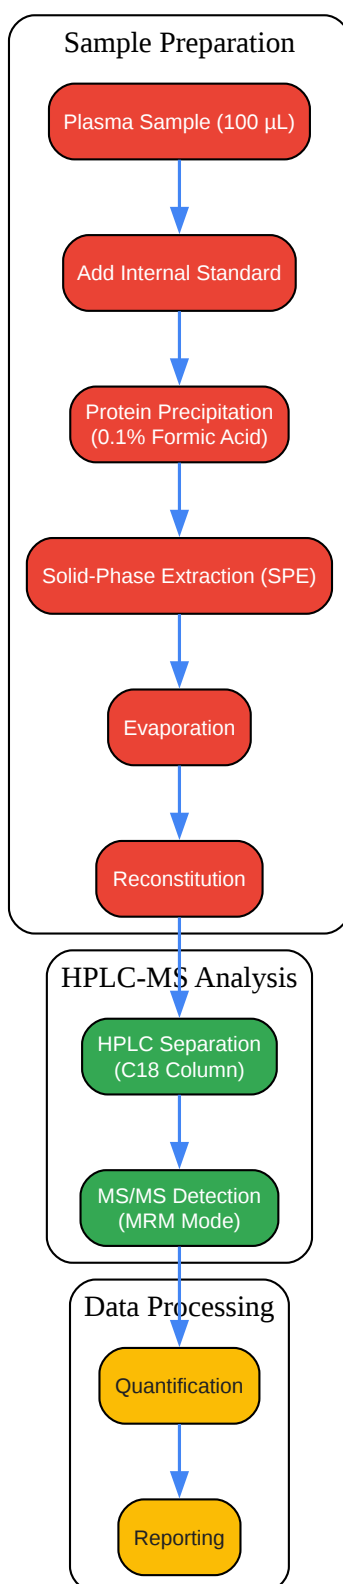 Sample Preparation
Plasma Sample (100 µL)
Add Internal Standard
Protein Precipitation
(0.1% Formic Acid)
Solid-Phase Extraction (SPE)
Evaporation
Reconstitution
HPLC-MS Analysis
HPLC Separation
(C18 Column)
MS/MS Detection
(MRM Mode)
Data Processing
Quantification
Reporting